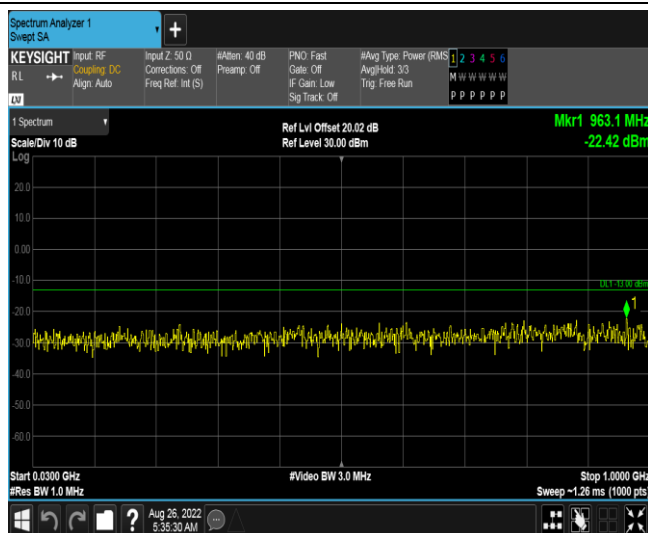 Spectrum Analyzer 1
Swept SA
+
KEYSIGHT
RL
Input: RF
Coupling: DC
Align: Auto
Input Z: 50 Ω
Corrections: Off
Freq Ref: Int (S)
#Atten: 40 dB
Preamp: Off
PNO: Fast
Gate: Off
IF Gain: Low
Sig Track: Off
#Avg Type: Power (RMS
Avg|Hold: 3/3
Trig: Free Run
1 2 3 4 5 6
M W W W W W
P P P P P P
LXI
1 Spectrum
Scale/Div 10 dB
Ref Lvl Offset 20.02 dB
Ref Level 30.00 dBm
Mkr1 963.1 MHz
-22.42 dBm
Log
20.0
10.0
0.00
-10.0
DL1 -13.00 dBm
-20.0
1
-30.0
-40.0
-50.0
-60.0
Start 0.0300 GHz
#Res BW 1.0 MHz
#Video BW 3.0 MHz
Stop 1.0000 GHz
Sweep ~1.26 ms (1000 pts)
?
Aug 26, 2022
5:35:30 AM